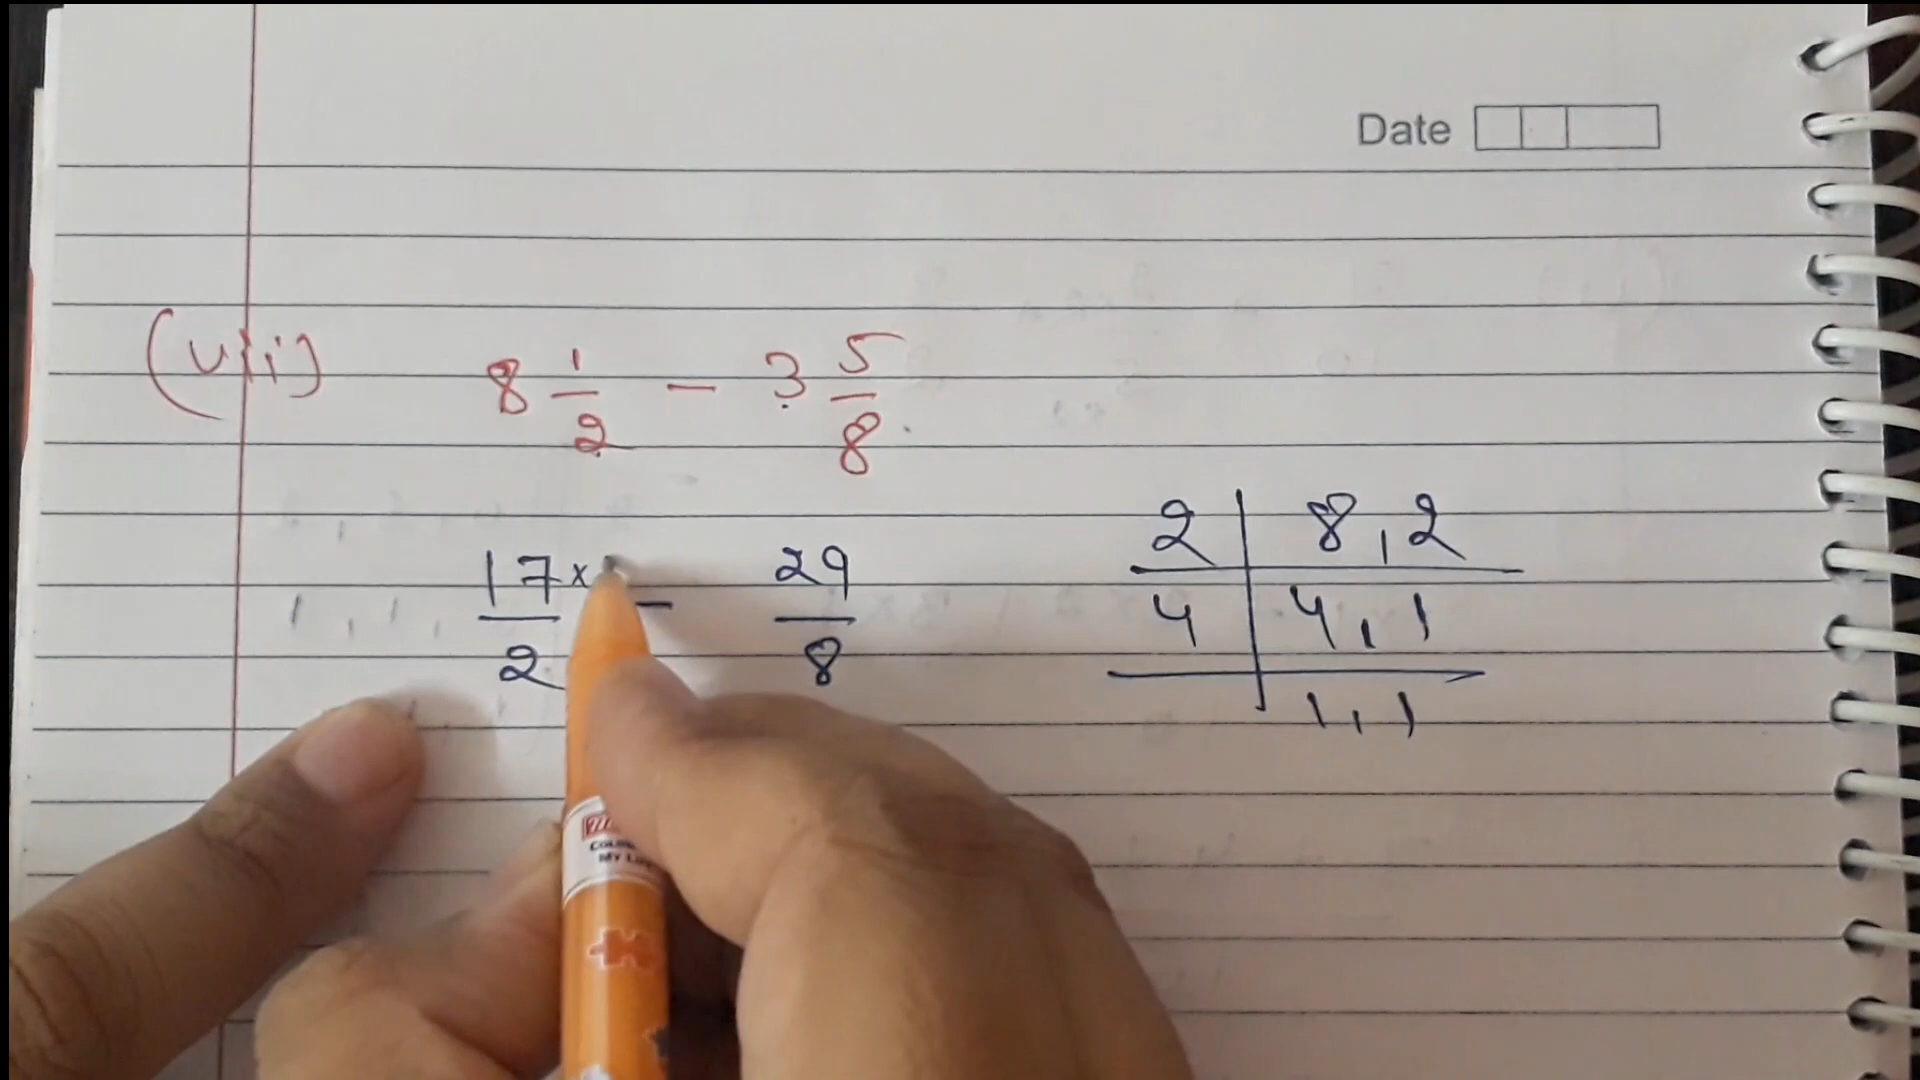 Date
(viii) 8 1/2 - 3 5/8
17/2 × - 29/8
2 | 8, 2
4 | 4, 1
1, 1